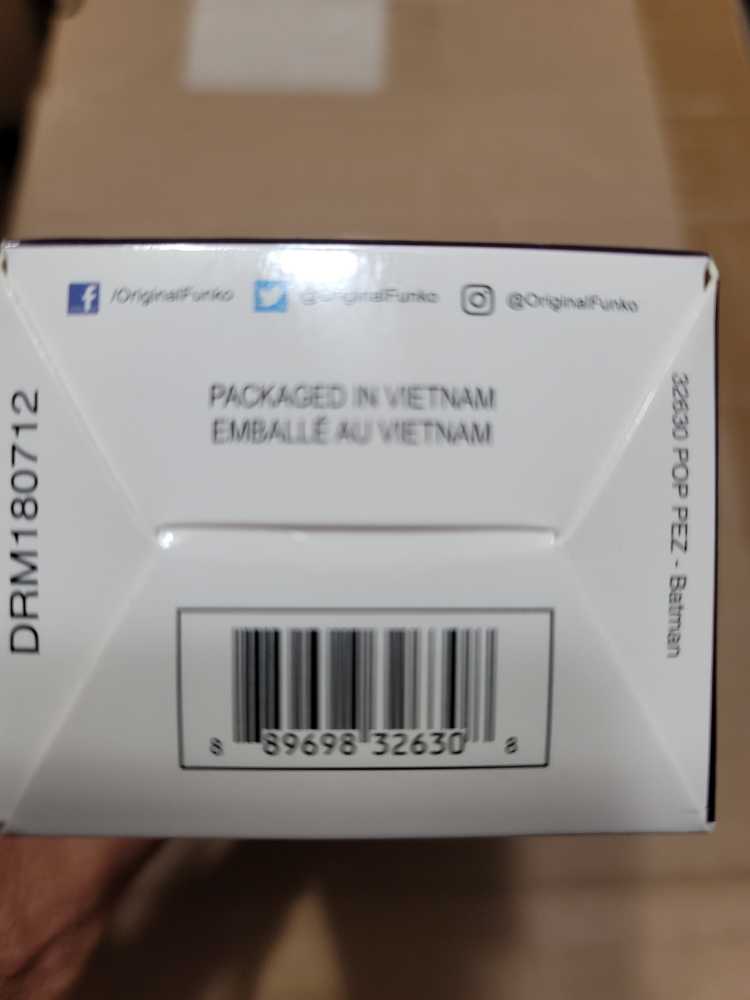 /OriginalFunko @OriginalFunko @OriginalFunko
PACKAGED IN VIETNAM
EMBALLÉ AU VIETNAM
DRM180712
32630 POP PEZ - Batman
8 89698 32630 8